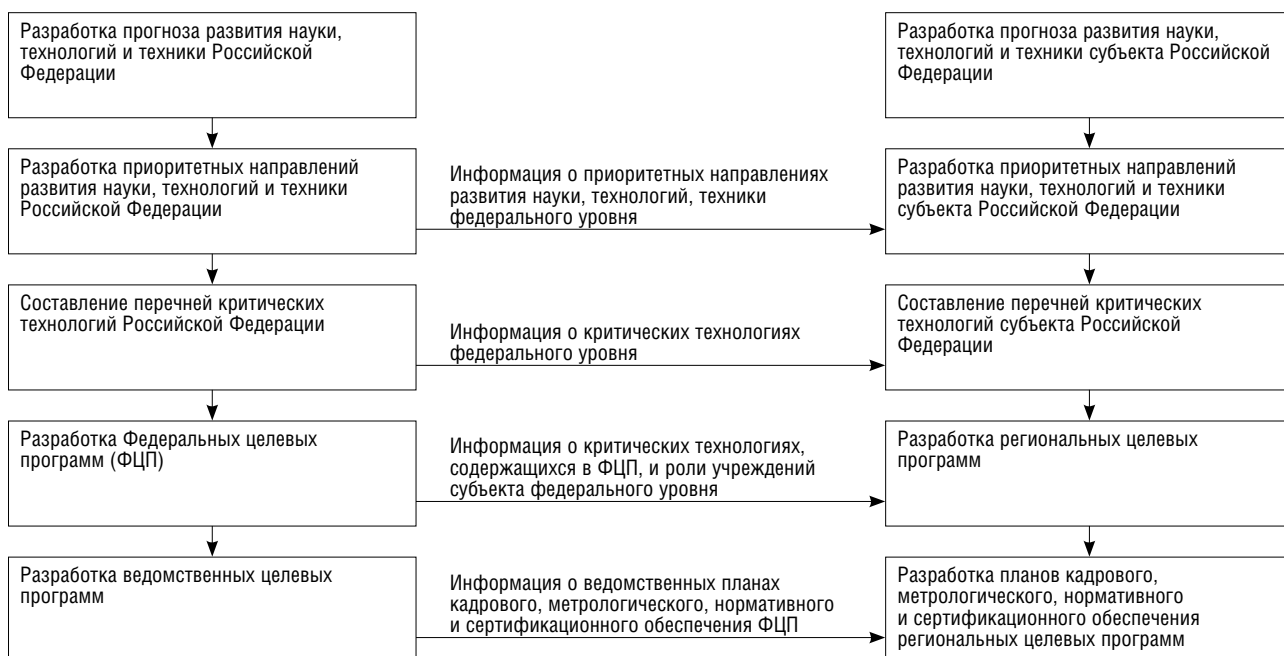 Разработка прогноза развития науки,
технологий и техники Российской
Федерации
Разработка прогноза развития науки,
технологий и техники субъекта Российской
Федерации
Разработка приоритетных направлений
развития науки, технологий и техники
Российской Федерации
Информация о приоритетных направлениях
развития науки, технологий, техники
федерального уровня
Разработка приоритетных направлений
развития науки, технологий и техники
субъекта Российской Федерации
Составление перечней критических
технологий Российской Федерации
Информация о критических технологиях
федерального уровня
Составление перечней критических
технологий субъекта Российской
Федерации
Разработка Федеральных целевых
программ (ФЦП)
Информация о критических технологиях,
содержащихся в ФЦП, и роли учреждений
субъекта федерального уровня
Разработка региональных целевых
программ
Разработка ведомственных целевых
программ
Информация о ведомственных планах
кадрового, метрологического, нормативного
и сертификационного обеспечения ФЦП
Разработка планов кадрового,
метрологического, нормативного
и сертификационного обеспечения
региональных целевых программ